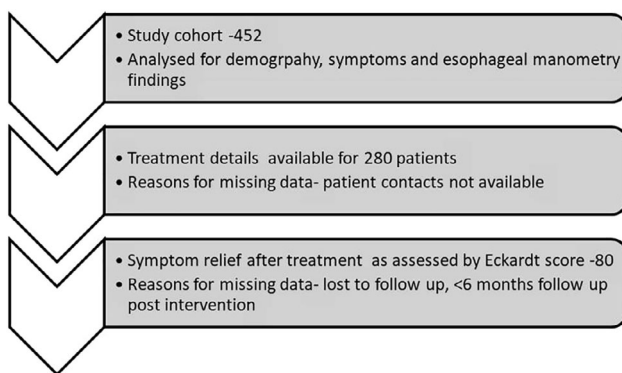 • Study cohort -452
• Analysed for demogrpahy, symptoms and esophageal manometry
findings
• Treatment details available for 280 patients
• Reasons for missing data- patient contacts not available
• Symptom relief after treatment as assessed by Eckardt score -80
• Reasons for missing data- lost to follow up, <6 months follow up
post intervention